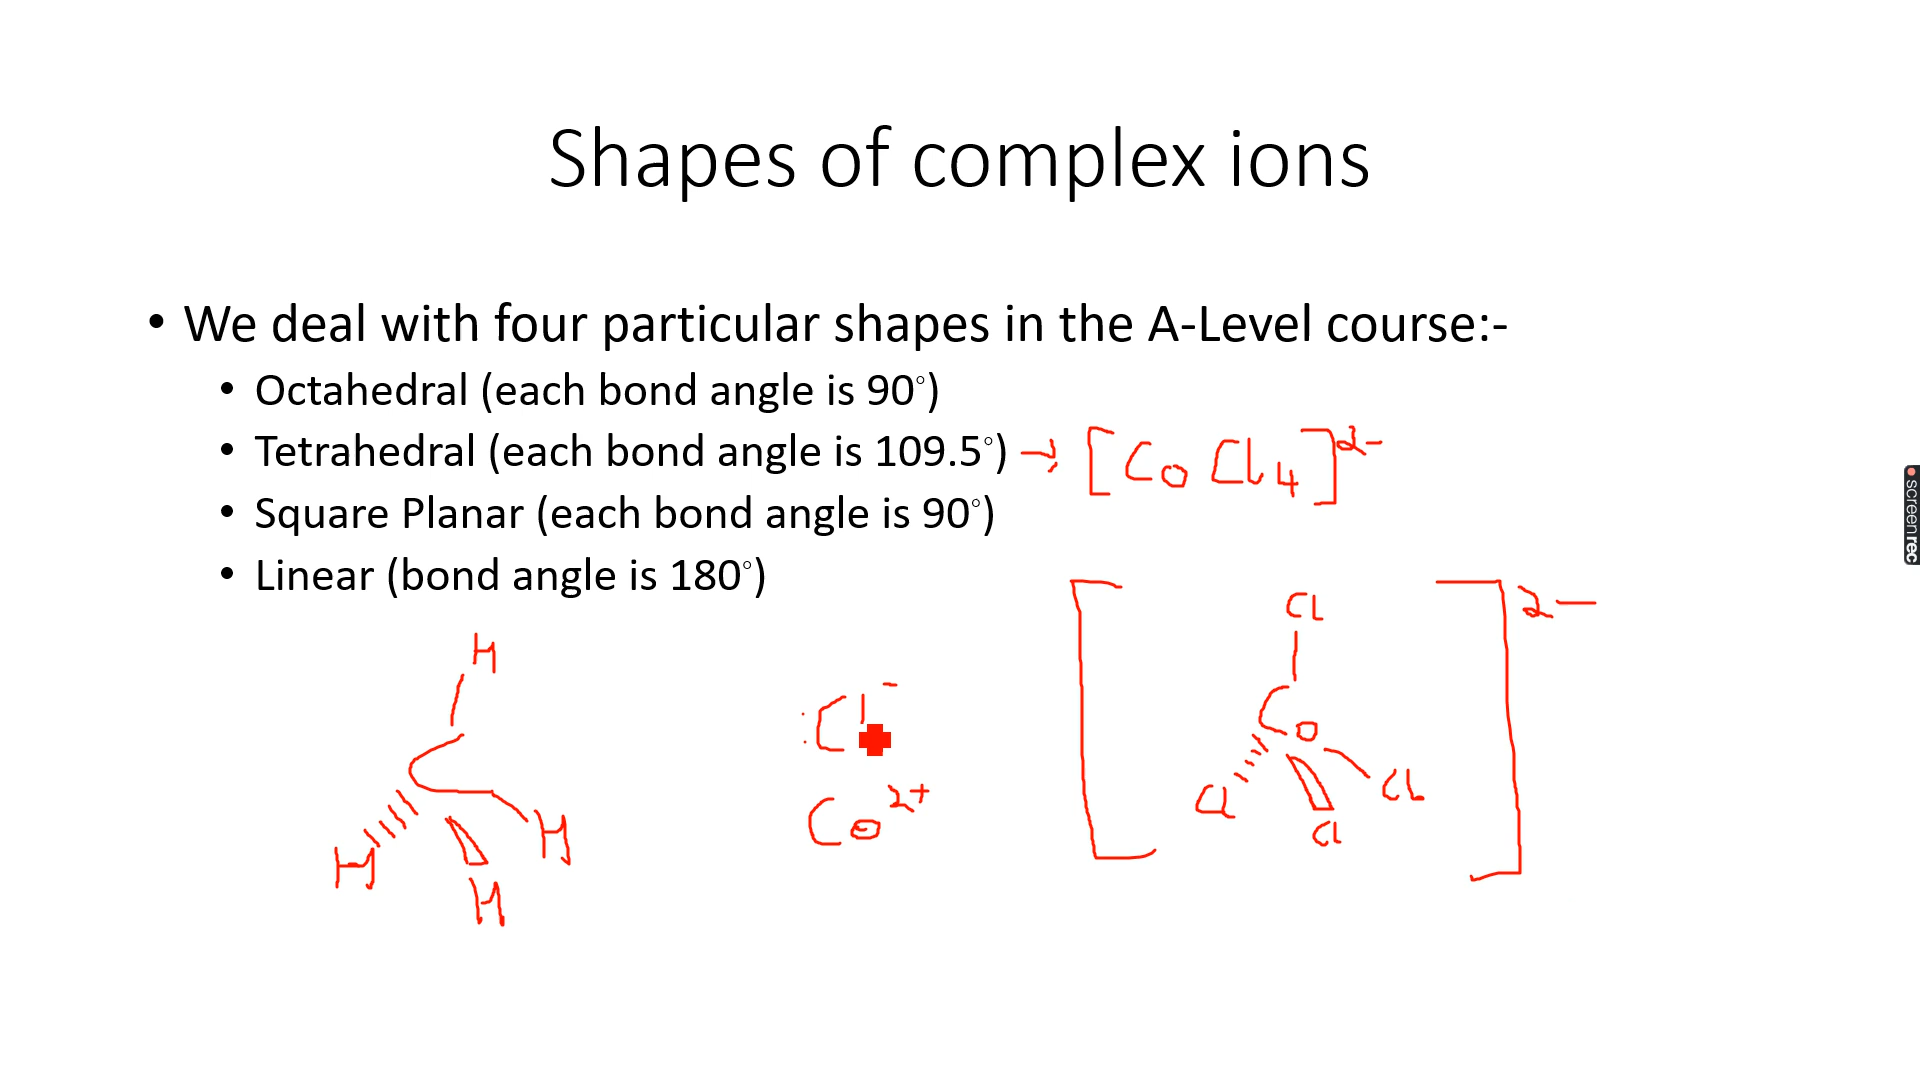 Shapes of complex ions
• We deal with four particular shapes in the A-Level course:-
• Octahedral (each bond angle is 90°)
• Tetrahedral (each bond angle is 109.5°) → [CoCl4]2-
• Square Planar (each bond angle is 90°)
• Linear (bond angle is 180°)
H
C
H
H
H
:Cl-
Co2+
[ ]2-
Cl
Co
Cl
Cl
Cl
screenrec